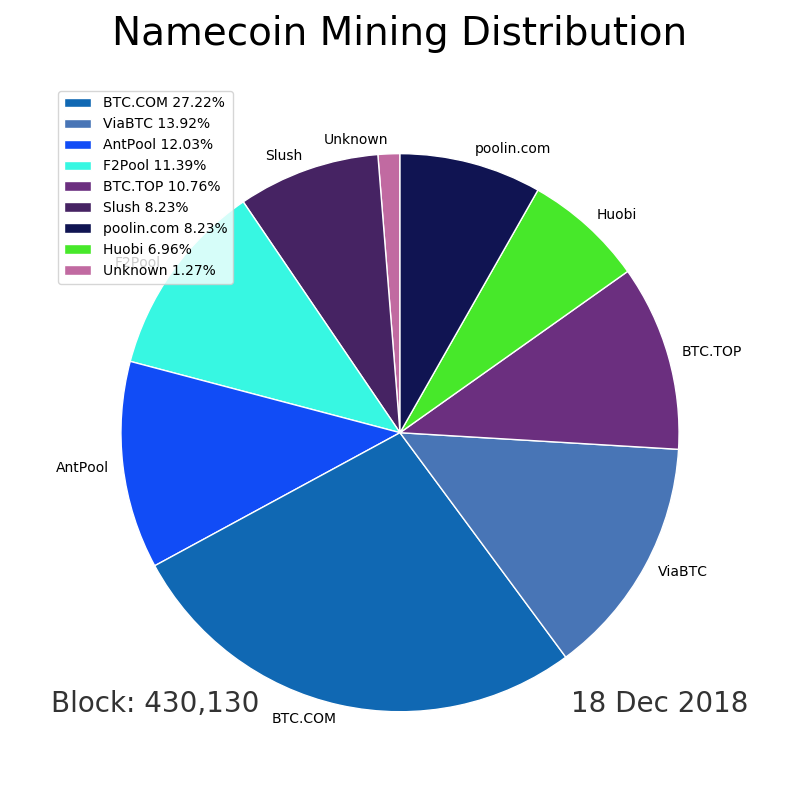 Namecoin Mining Distribution
BTC.COM 27.22%
ViaBTC 13.92%
AntPool 12.03%
F2Pool 11.39%
BTC.TOP 10.76%
Slush 8.23%
poolin.com 8.23%
Huobi 6.96%
Unknown 1.27%
Unknown
poolin.com
Slush
Huobi
F2Pool
BTC.TOP
AntPool
ViaBTC
Block: 430,130
18 Dec 2018
BTC.COM